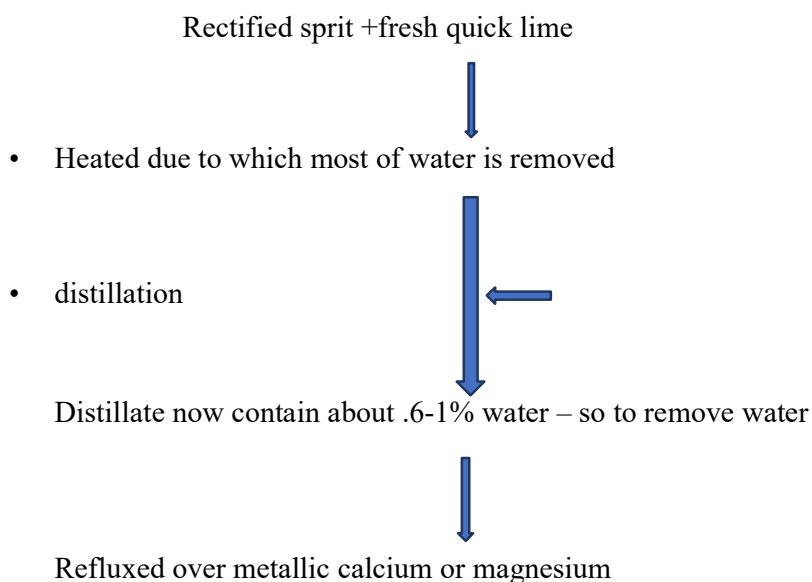 Rectified sprit +fresh quick lime
• Heated due to which most of water is removed
• distillation
Distillate now contain about .6-1% water – so to remove water
Refluxed over metallic calcium or magnesium